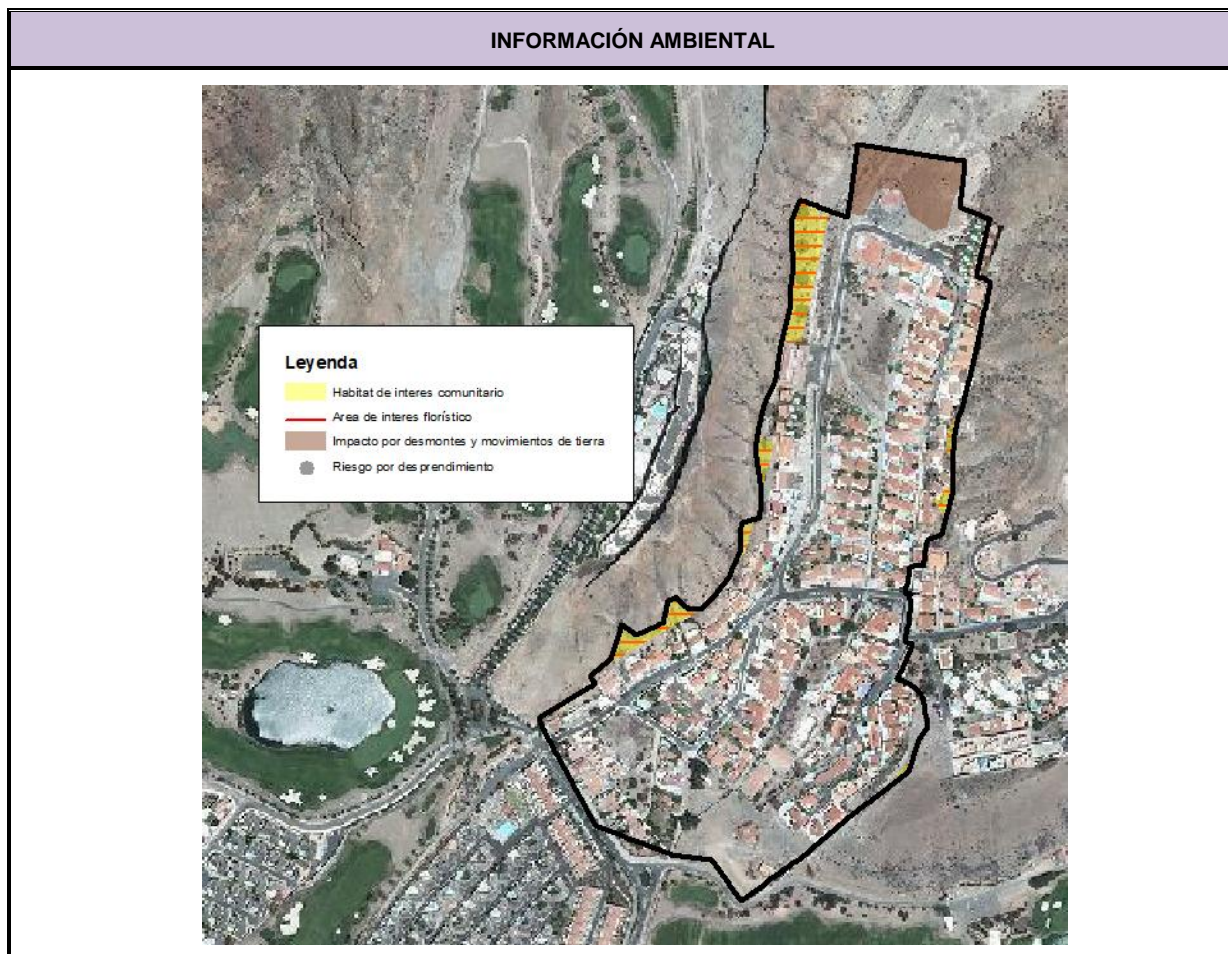 INFORMACIÓN AMBIENTAL
Leyenda
Habitat de interes comunitario
Area de interes florístico
Impacto por desmontes y movimientos de tierra
Riesgo por desprendimiento